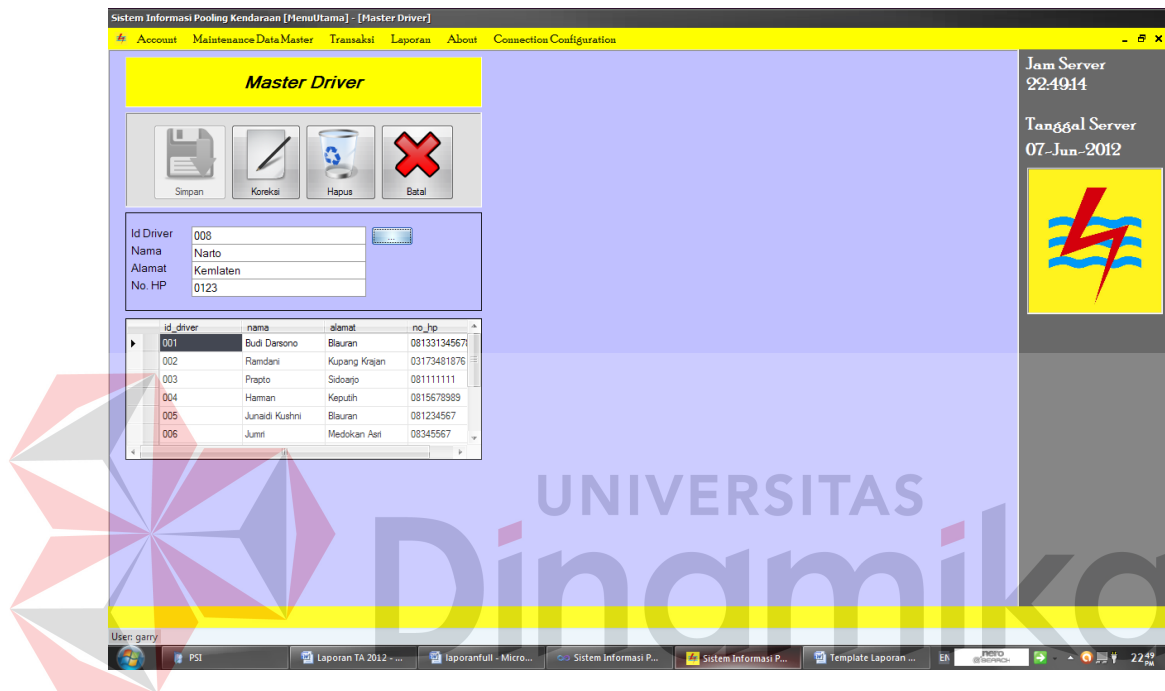 Sistem Informasi Pooling Kendaraan [MenuUtama] - [Master Driver]
Account Maintenance Data Master Transaksi Laporan About Connection Configuration
Master Driver
Simpan Koreksi Hapus Batal
Id Driver 008 ...
Nama Narto
Alamat Kemlaten
No. HP 0123
id_driver nama alamat no_hp
001 Budi Darsono Blauran
002 Ramdani Kupang Krajan 03173481876
003 Prapto Sidoarjo 081111111
004 Harman Keputih 0815678989
005 Junaidi Kushni Blauran 081234567
006 Jumri Medokan Asri 08345567
Jam Server
22:49:14
Tanggal Server
07-Jun-2012
UNIVERSITAS
Dinamika
User: garry
PSI Laporan TA 2012 - ... laporanfull - Micro... Sistem Informasi P... Sistem Informasi P... Template Laporan ... EN nero SEARCH 22:49 PM